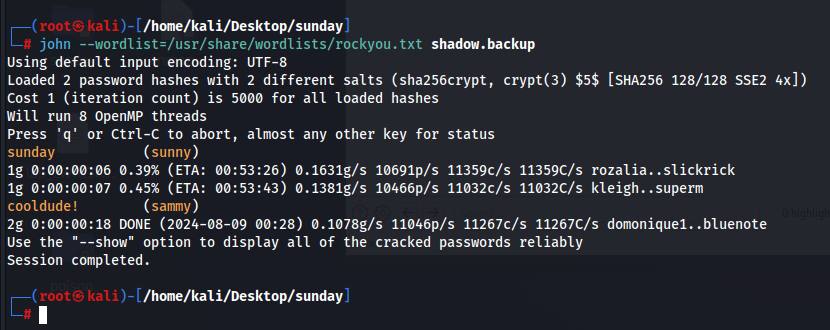 ┌──(root㉿kali)-[/home/kali/Desktop/sunday]
└─# john --wordlist=/usr/share/wordlists/rockyou.txt shadow.backup
Using default input encoding: UTF-8
Loaded 2 password hashes with 2 different salts (sha256crypt, crypt(3) $5$ [SHA256 128/128 SSE2 4x])
Cost 1 (iteration count) is 5000 for all loaded hashes
Will run 8 OpenMP threads
Press 'q' or Ctrl-C to abort, almost any other key for status
sunday           (sunny)
1g 0:00:00:06 0.39% (ETA: 00:53:26) 0.1631g/s 10691p/s 11359c/s 11359C/s rozalia..slickrick
1g 0:00:00:07 0.45% (ETA: 00:53:43) 0.1381g/s 10466p/s 11032c/s 11032C/s kleigh..superm
cooldude!        (sammy)
2g 0:00:00:18 DONE (2024-08-09 00:28) 0.1078g/s 11046p/s 11267c/s 11267C/s domonique1..bluenote
Use the "--show" option to display all of the cracked passwords reliably
Session completed.
┌──(root㉿kali)-[/home/kali/Desktop/sunday]
└─#